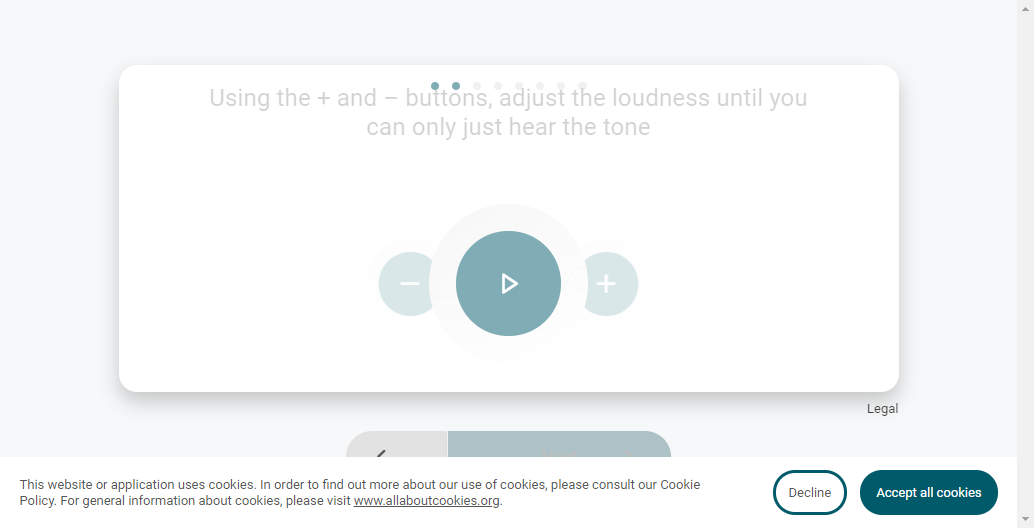 Using the + and – buttons, adjust the loudness until you
can only just hear the tone
Legal
This website or application uses cookies. In order to find out more about our use of cookies, please consult our Cookie
Policy. For general information about cookies, please visit www.allaboutcookies.org.
Decline
Accept all cookies